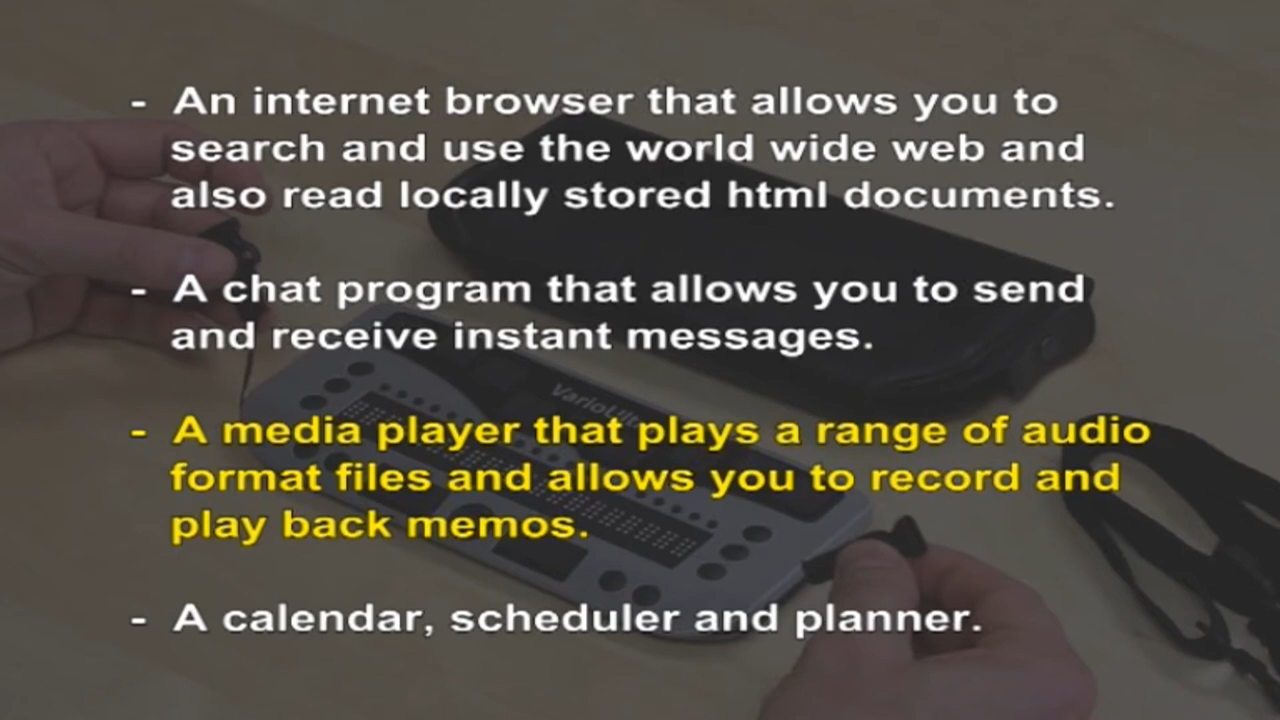 - An internet browser that allows you to
search and use the world wide web and
also read locally stored html documents.
- A chat program that allows you to send
and receive instant messages.
- A media player that plays a range of audio
format files and allows you to record and
play back memos.
- A calendar, scheduler and planner.